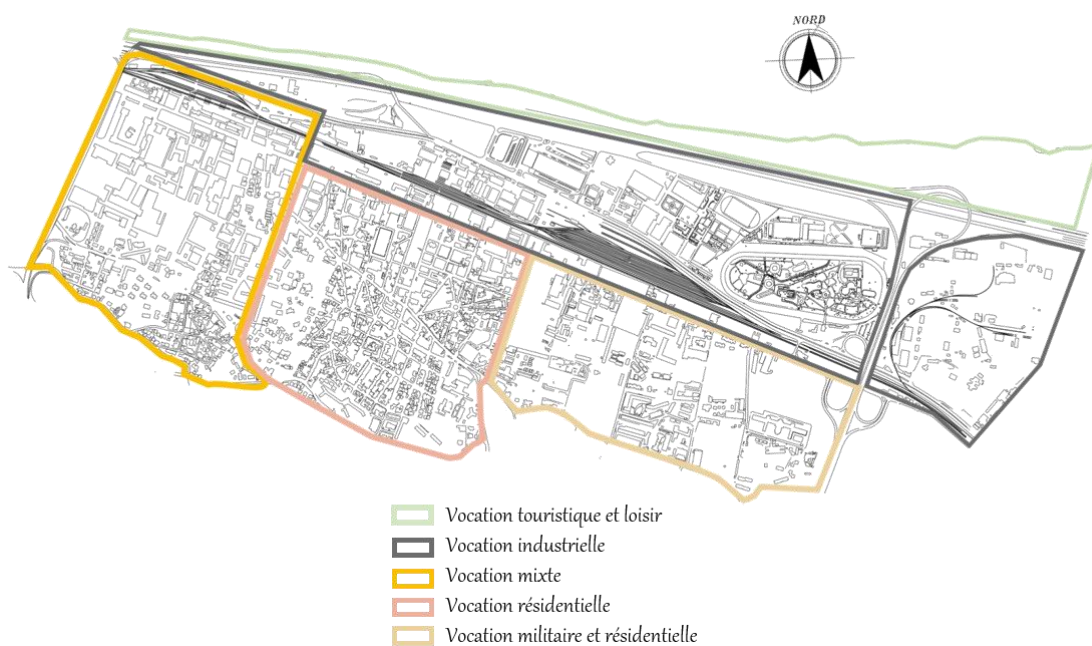 NORD
Vocation touristique et loisir
Vocation industrielle
Vocation mixte
Vocation résidentielle
Vocation militaire et résidentielle